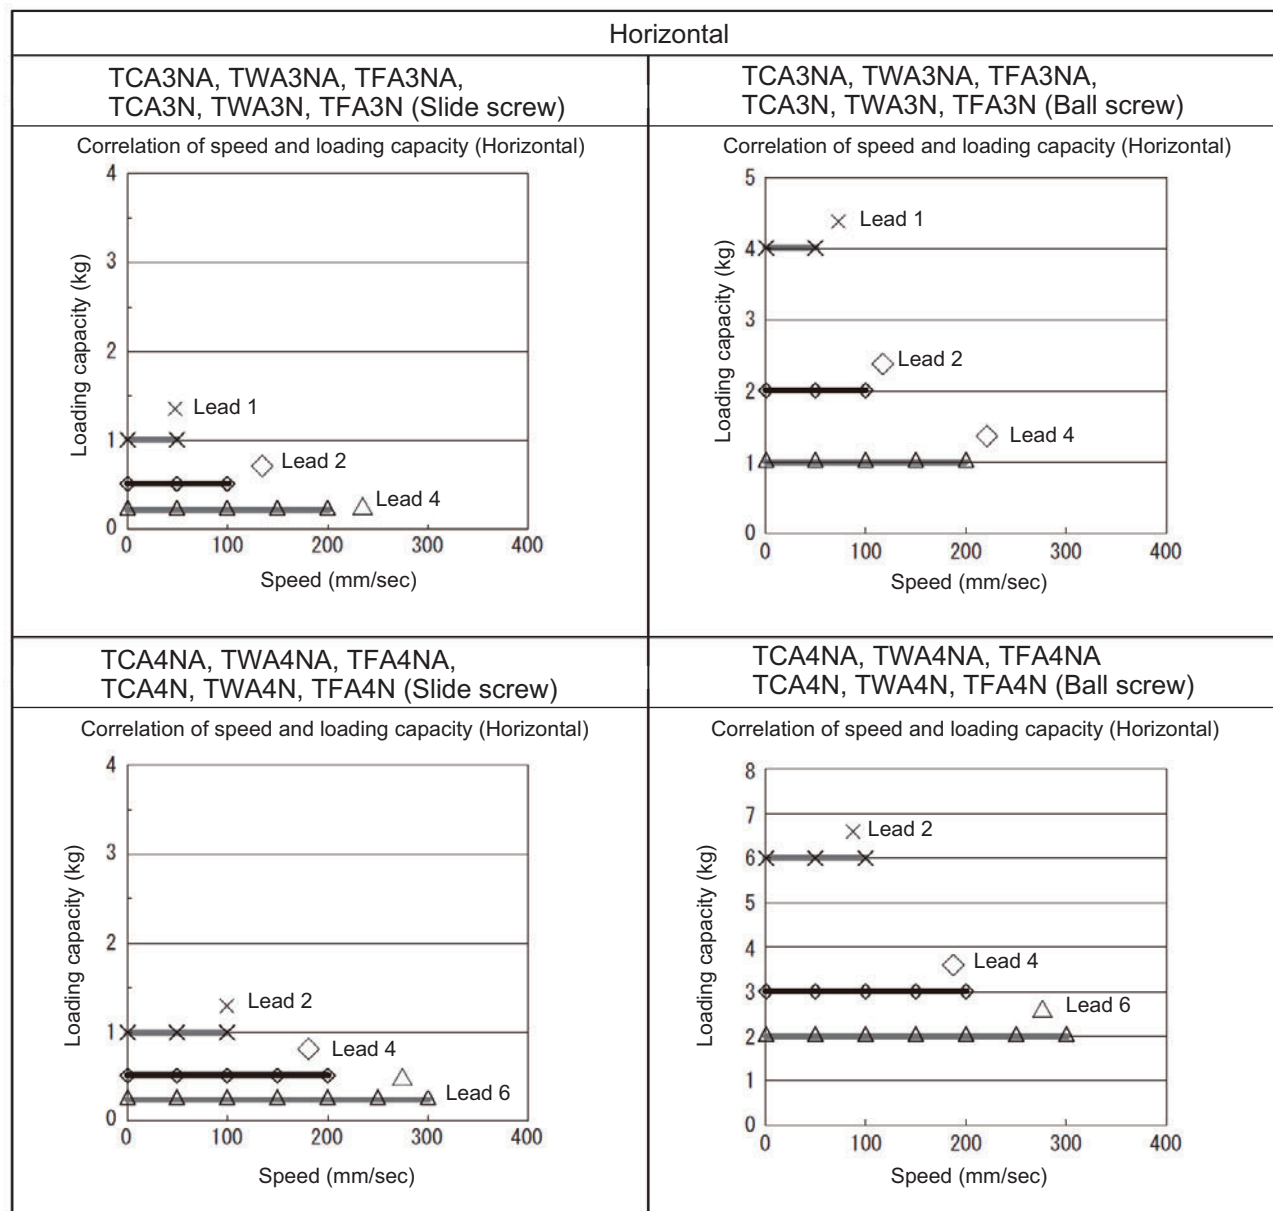 Horizontal
TCA3NA, TWA3NA, TFA3NA,
TCA3N, TWA3N, TFA3N (Slide screw)
Correlation of speed and loading capacity (Horizontal)
4
3
2
1
0
Loading capacity (kg)
Lead 1
Lead 2
Lead 4
0 100 200 300 400
Speed (mm/sec)
TCA3NA, TWA3NA, TFA3NA,
TCA3N, TWA3N, TFA3N (Ball screw)
Correlation of speed and loading capacity (Horizontal)
5
4
3
2
1
0
Loading capacity (kg)
Lead 1
Lead 2
Lead 4
0 100 200 300 400
Speed (mm/sec)
TCA4NA, TWA4NA, TFA4NA,
TCA4N, TWA4N, TFA4N (Slide screw)
Correlation of speed and loading capacity (Horizontal)
4
3
2
1
0
Loading capacity (kg)
Lead 2
Lead 4
Lead 6
0 100 200 300 400
Speed (mm/sec)
TCA4NA, TWA4NA, TFA4NA
TCA4N, TWA4N, TFA4N (Ball screw)
Correlation of speed and loading capacity (Horizontal)
8
7
6
5
4
3
2
1
0
Loading capacity (kg)
Lead 2
Lead 4
Lead 6
0 100 200 300 400
Speed (mm/sec)